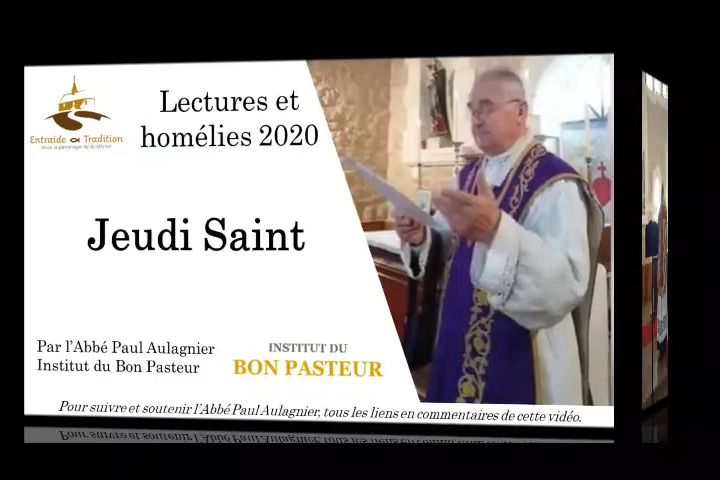 Lectures et
homélies 2020
Entraide Tradition
Jeudi Saint
Par l'Abbé Paul Aulagnier
Institut du Bon Pasteur
INSTITUT DU
BON PASTEUR
Pour suivre et soutenir l'Abbé Paul Aulagnier, tous les liens en commentaires de cette vidéo.